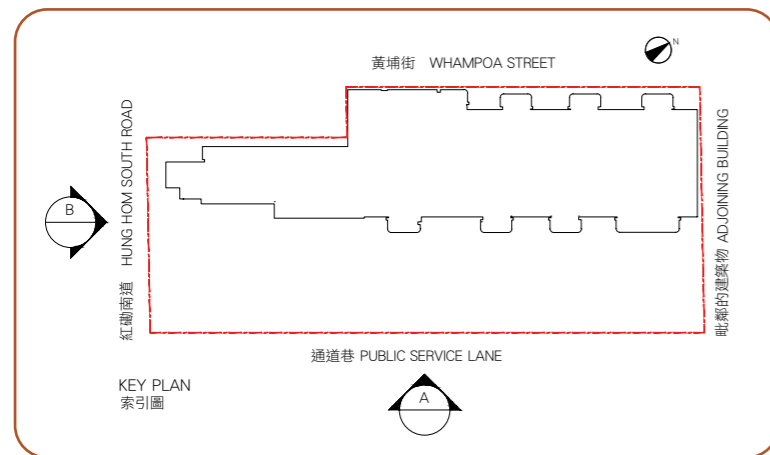 黃埔街 WHAMPOA STREET
N
紅磡南道 HUNG HOM SOUTH ROAD
B
毗鄰的建築物 ADJOINING BUILDING
通道巷 PUBLIC SERVICE LANE
KEY PLAN
索引圖
A